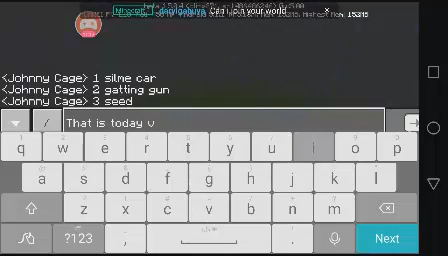 Minecraft danigahuya Can i join your world
<Johnny Cage> 1 silme car
<Johnny Cage> 2 gatting gun
<Johnny Cage> 3 seed
/ That is today v
q w e r t y u i o p
a s d f g h j k l
z x c v b n m
?123 , . Next